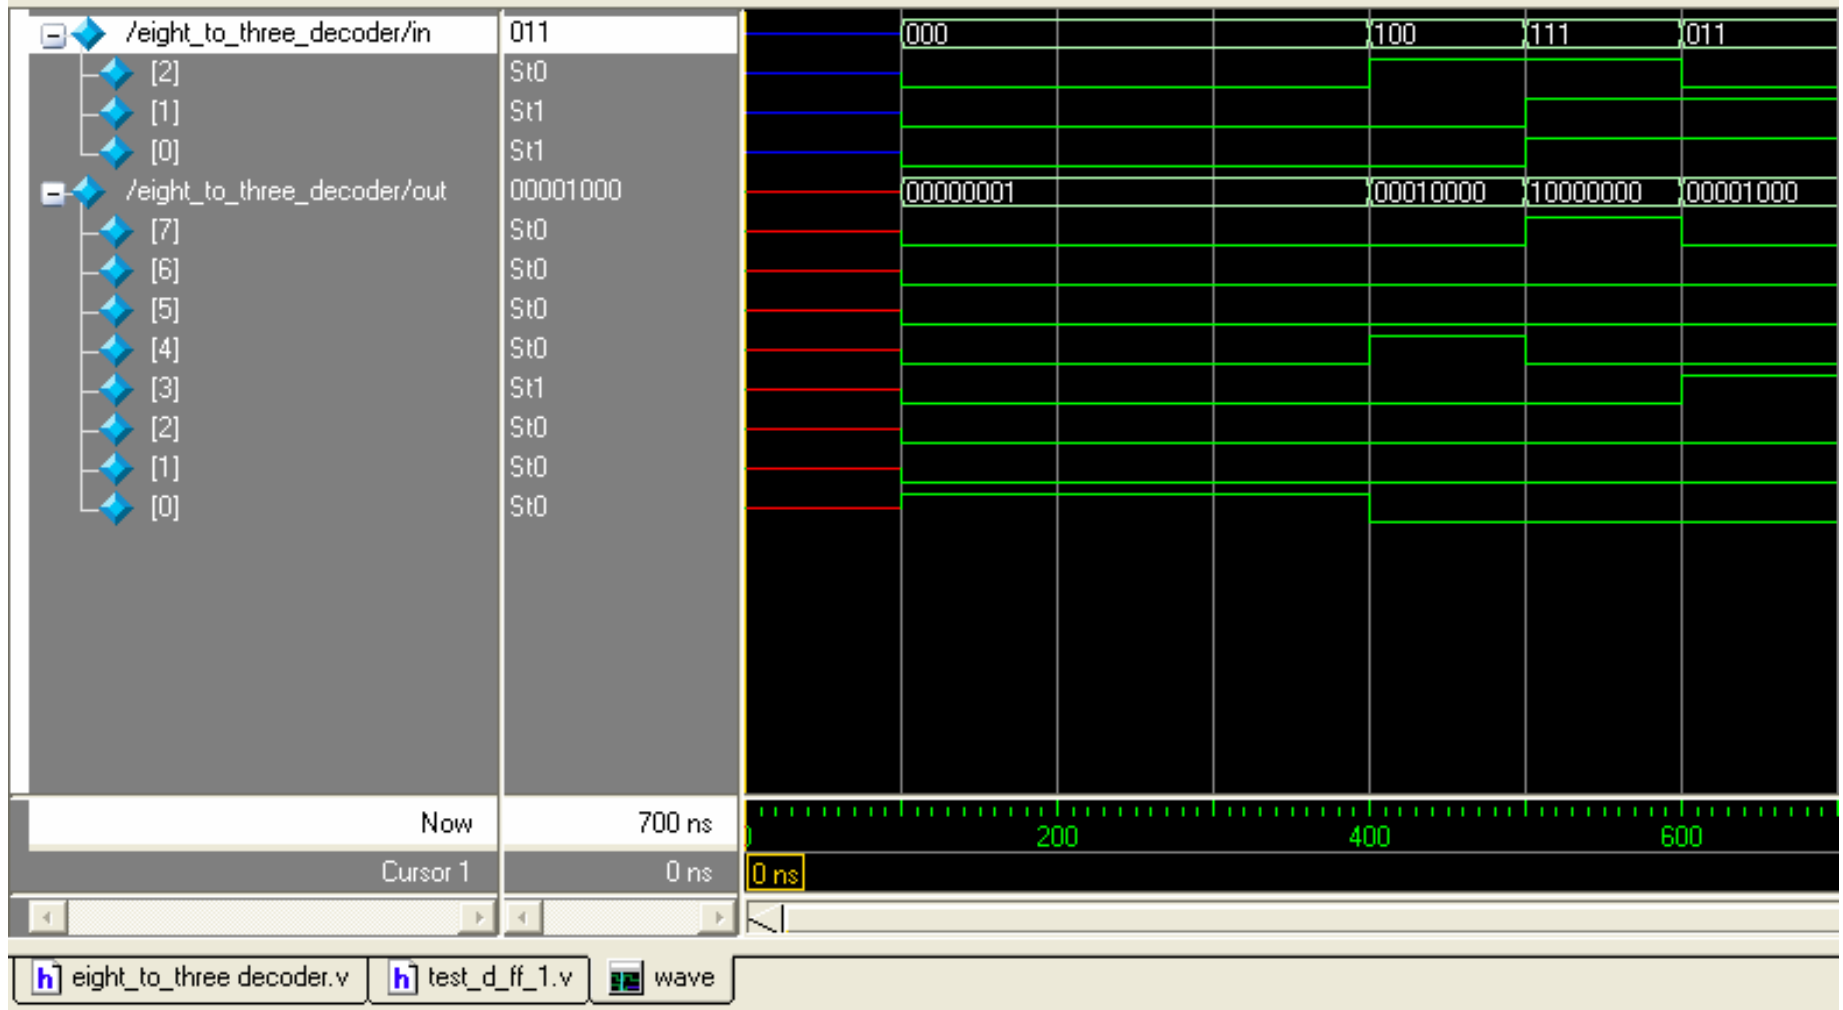 /eight_to_three_decoder/in 011 000 100 111 011
[2] St0
[1] St1
[0] St1
/eight_to_three_decoder/out 00001000 00000001 00010000 10000000 00001000
[7] St0
[6] St0
[5] St0
[4] St0
[3] St1
[2] St0
[1] St0
[0] St0
Now 700 ns 0 200 400 600
Cursor 1 0 ns 0 ns
eight_to_three decoder.v test_d_ff_1.v wave